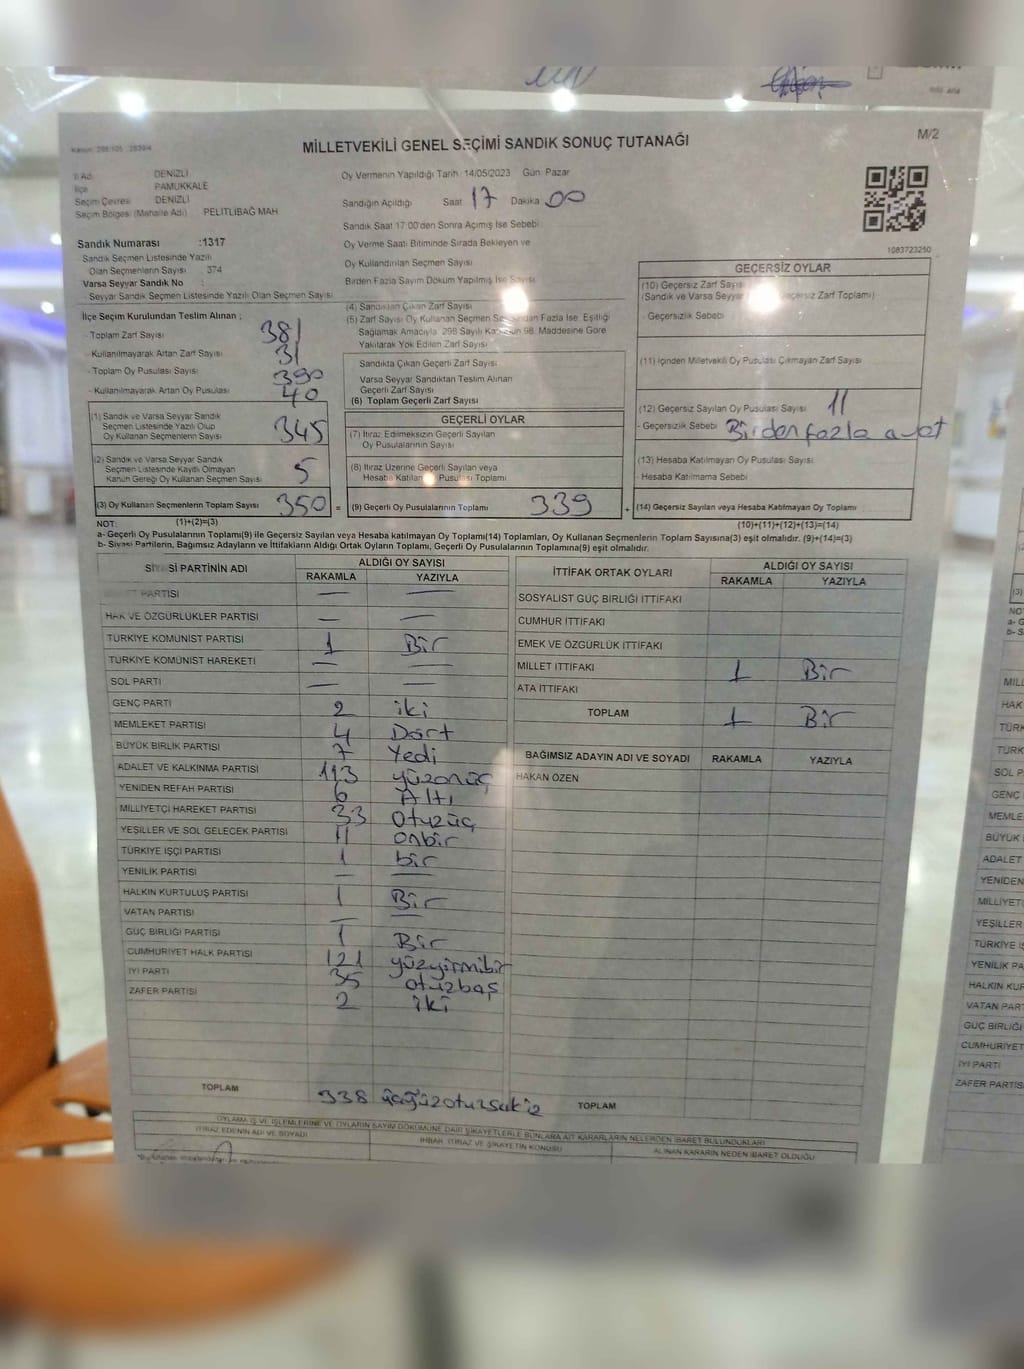 MİLLETVEKİLİ GENEL SEÇİMİ SANDIK SONUÇ TUTANAĞI
M/2
İl Adı DENİZLİ
İlçe PAMUKKALE
Seçim Çevresi DENİZLİ
Seçim Bölgesi (Mahalle Adı) PELİTLİBAĞ MAH
Sandık Numarası :1317
Sandık Seçmen Listesinde Yazılı
Olan Seçmenlerin Sayısı 374
Varsa Seyyar Sandık No :
Seyyar Sandık Seçmen Listesinde Yazılı Olan Seçmen Sayısı
Oy Vermenin Yapıldığı Tarih: 14/05/2023 Gün: Pazar
Sandığın Açıldığı Saat 17 Dakika 00
Sandık Saat 17:00'den Sonra Açımış İse Sebebi
Oy Verme Saati Bitiminde Sırada Bekleyen ve
Oy Kullandırılan Seçmen Sayısı
Birden Fazla Sayım Döküm Yapılmış İse Sayısı
(4) Sandıktan Çıkan Zarf Sayısı
(5) Zarf Sayısı Oy Kullanan Seçmen Fazla İse, Eşitliği
Sağlamak Amacıyla, 298 Sayılı 98. Maddesine Göre
Yakılarak Yok Edilen Zarf Sayısı
Sandıkta Çıkan Geçerli Zarf Sayısı
Varsa Seyyar Sandıktan Teslim Alınan
Geçerli Zarf Sayısı
(6) Toplam Geçerli Zarf Sayısı
1083723250
İlçe Seçim Kurulundan Teslim Alınan ;
- Toplam Zarf Sayısı 381
- Kullanılmayarak Artan Zarf Sayısı 31
- Toplam Oy Pusulası Sayısı 390
- Kullanılmayarak Artan Oy Pusulası 40
(1) Sandık ve Varsa Seyyar Sandık
Seçmen Listesinde Yazılı Olup
Oy Kullanan Seçmenlerin Sayısı 345
(2) Sandık ve Varsa Seyyar Sandık
Seçmen Listesinde Kayıtlı Olmayan
Kanun Gereği Oy Kullanan Seçmen Sayısı 5
(3) Oy Kullanan Seçmenlerin Toplam Sayısı 350 =
GEÇERLİ OYLAR
(7) İtiraz Edilmeksizin Geçerli Sayılan
Oy Pusulalarının Sayısı
(8) İtiraz Üzerine Geçerli Sayılan veya
Hesaba Katılan Oy Pusulası Toplamı
(9) Geçerli Oy Pusulalarının Toplamı 339 +
GEÇERSİZ OYLAR
(10) Geçersiz Zarf Sayısı
(Sandık ve Varsa Seyyar Geçersiz Zarf Toplamı)
- Geçersizlik Sebebi
(11) İçinden Milletvekili Oy Pusulası Çıkmayan Zarf Sayısı
(12) Geçersiz Sayılan Oy Pusulası Sayısı 11
- Geçersizlik Sebebi Birden fazla
(13) Hesaba Katılmayan Oy Pusulası Sayısı
- Hesaba Katılmama Sebebi
(14) Geçersiz Sayılan veya Hesaba Katılmayan Oy Toplamı
NOT: (1)+(2)=(3)
(10)+(11)+(12)+(13)=(14)
a- Geçerli Oy Pusulalarının Toplamı(9) ile Geçersiz Sayılan veya Hesaba katılmayan Oy Toplamı(14) Toplamları, Oy Kullanan Seçmenlerin Toplam Sayısına(3) eşit olmalıdır. (9)+(14)=(3)
b- Siyasi Partilerin, Bağımsız Adayların ve İttifakların Aldığı Ortak Oyların Toplamı, Geçerli Oy Pusulalarının Toplamına(9) eşit olmalıdır.
SİYASİ PARTİNİN ADI ALDIĞI OY SAYISI
RAKAMLA YAZIYLA
PARTİSİ — —
HAK VE ÖZGÜRLÜKLER PARTİSİ — —
TÜRKİYE KOMÜNİST PARTİSİ 1 Bir
TÜRKİYE KOMÜNİST HAREKETİ — —
SOL PARTİ — —
GENÇ PARTİ 2 iki
MEMLEKET PARTİSİ 4 Dört
BÜYÜK BİRLİK PARTİSİ 7 Yedi
ADALET VE KALKINMA PARTİSİ 113 yüzonüç
YENİDEN REFAH PARTİSİ 6 Altı
MİLLİYETÇİ HAREKET PARTİSİ 33 Otuzüç
YEŞİLLER VE SOL GELECEK PARTİSİ 11 onbir
TÜRKİYE İŞÇİ PARTİSİ 1 bir
YENİLİK PARTİSİ — —
HALKIN KURTULUŞ PARTİSİ 1 Bir
VATAN PARTİSİ — —
GÜÇ BİRLİĞİ PARTİSİ 1 Bir
CUMHURİYET HALK PARTİSİ 121 yüzyirmibir
İYİ PARTİ 35 otuzbaş
ZAFER PARTİSİ 2 iki
TOPLAM 338 üçyüzotuzsekiz
İTTİFAK ORTAK OYLARI ALDIĞI OY SAYISI
RAKAMLA YAZIYLA
SOSYALİST GÜÇ BİRLİĞİ İTTİFAKI
CUMHUR İTTİFAKI
EMEK VE ÖZGÜRLÜK İTTİFAKI
MİLLET İTTİFAKI 1 Bir
ATA İTTİFAKI
TOPLAM 1 Bir
BAĞIMSIZ ADAYIN ADI VE SOYADI RAKAMLA YAZIYLA
HAKAN ÖZEN
TOPLAM
OYLAMA İŞ VE İŞLEMLERİNE VE OYLARIN SAYIM DÖKÜMÜNE DAİR ŞİKAYETLERLE BUNLARA AİT KARARLARIN NELERDEN İBARET BULUNDUKLARI
İTİRAZ EDENİN ADI VE SOYADI
İHBAR, İTİRAZ VE ŞİKAYETİN KONUSU
ALINAN KARARIN NEDEN İBARET OLDUĞU